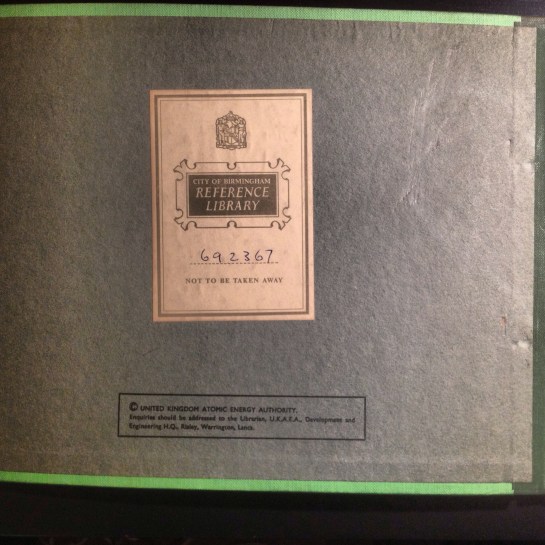 CITY OF BIRMINGHAM
REFERENCE
LIBRARY
692367
NOT TO BE TAKEN AWAY
© UNITED KINGDOM ATOMIC ENERGY AUTHORITY.
Enquiries should be addressed to the Librarian, U.K.A.E.A., Development and
Engineering H.Q., Risley, Warrington, Lancs.